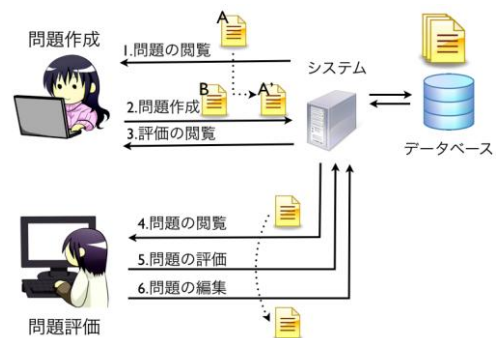 問題作成
A
1.問題の閲覧
システム
B
A'
2.問題作成
3.評価の閲覧
データベース
4.問題の閲覧
5.問題の評価
6.問題の編集
問題評価